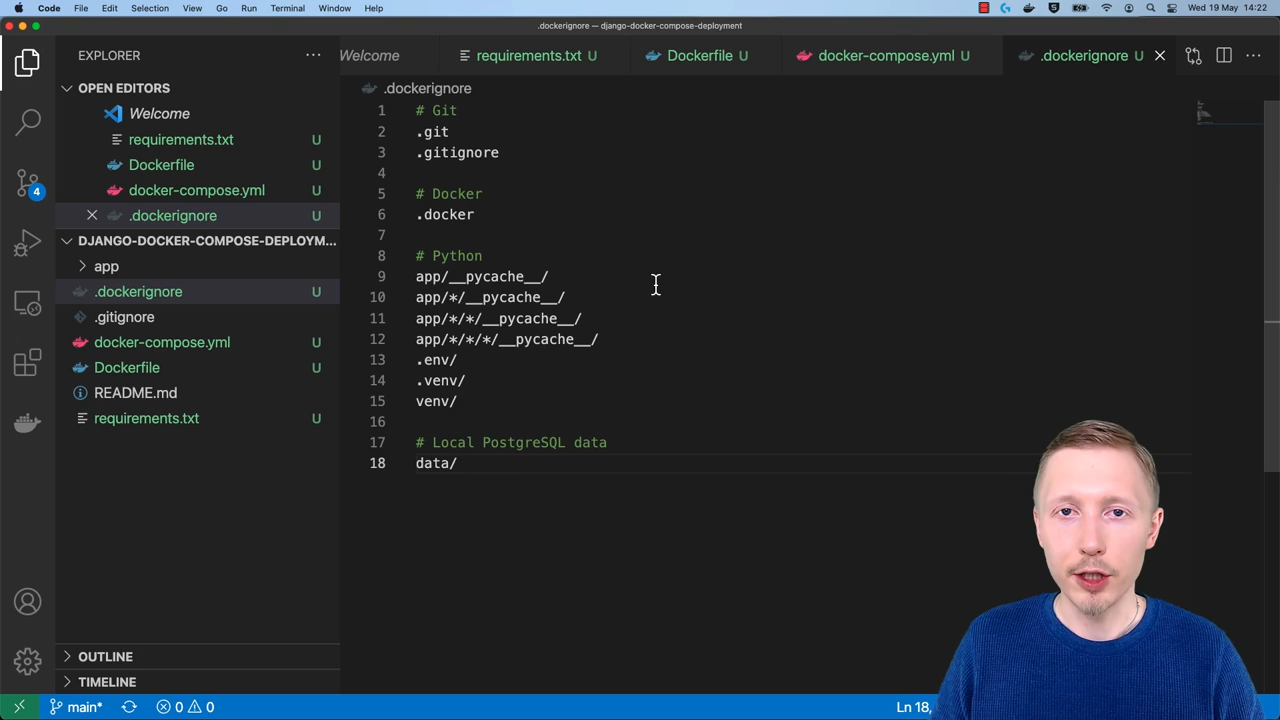 Code File Edit Selection View Go Run Terminal Window Help
Wed 19 May 14:22
.dockerignore — django-docker-compose-deployment
EXPLORER
Welcome
requirements.txt U
Dockerfile U
docker-compose.yml U
.dockerignore U
OPEN EDITORS
Welcome
requirements.txt U
Dockerfile U
docker-compose.yml U
.dockerignore U
DJANGO-DOCKER-COMPOSE-DEPLOYM...
app
.dockerignore U
.gitignore
docker-compose.yml U
Dockerfile U
README.md
requirements.txt U
OUTLINE
TIMELINE
4
.dockerignore
1 # Git
2 .git
3 .gitignore
4
5 # Docker
6 .docker
7
8 # Python
9 app/__pycache__/
10 app/*/__pycache__/
11 app/*/*/__pycache__/
12 app/*/*/*/__pycache__/
13 .env/
14 .venv/
15 venv/
16
17 # Local PostgreSQL data
18 data/
main* 0 0
Ln 18,